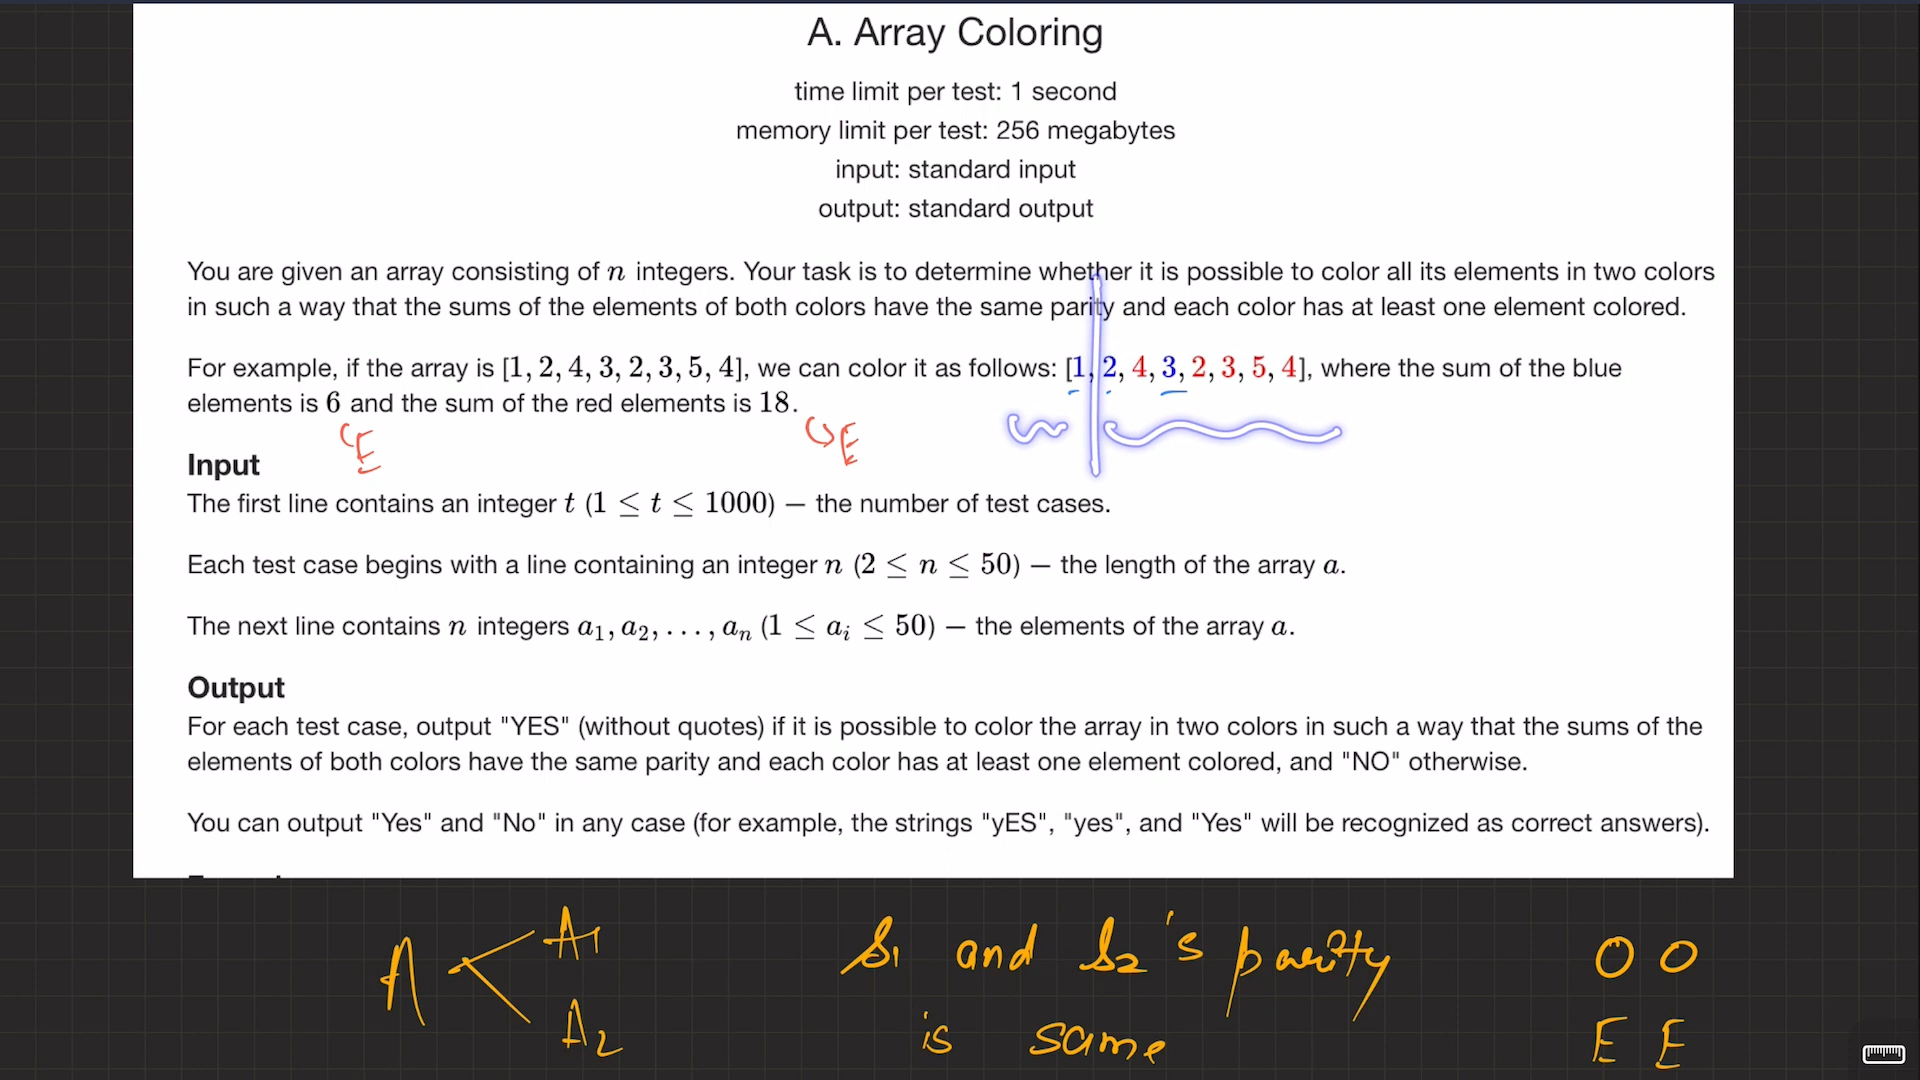 A. Array Coloring
time limit per test: 1 second
memory limit per test: 256 megabytes
input: standard input
output: standard output
You are given an array consisting of n integers. Your task is to determine whether it is possible to color all its elements in two colors
in such a way that the sums of the elements of both colors have the same parity and each color has at least one element colored.
For example, if the array is [1, 2, 4, 3, 2, 3, 5, 4], we can color it as follows: [1, 2, 4, 3, 2, 3, 5, 4], where the sum of the blue
elements is 6 and the sum of the red elements is 18.
E E
Input
The first line contains an integer t (1 ≤ t ≤ 1000) — the number of test cases.
Each test case begins with a line containing an integer n (2 ≤ n ≤ 50) — the length of the array a.
The next line contains n integers a₁, a₂, . . . , aₙ (1 ≤ aᵢ ≤ 50) — the elements of the array a.
Output
For each test case, output "YES" (without quotes) if it is possible to color the array in two colors in such a way that the sums of the
elements of both colors have the same parity and each color has at least one element colored, and "NO" otherwise.
You can output "Yes" and "No" in any case (for example, the strings "yES", "yes", and "Yes" will be recognized as correct answers).
A A₁ S₁ and S₂'s parity O O
A₂ is same E E